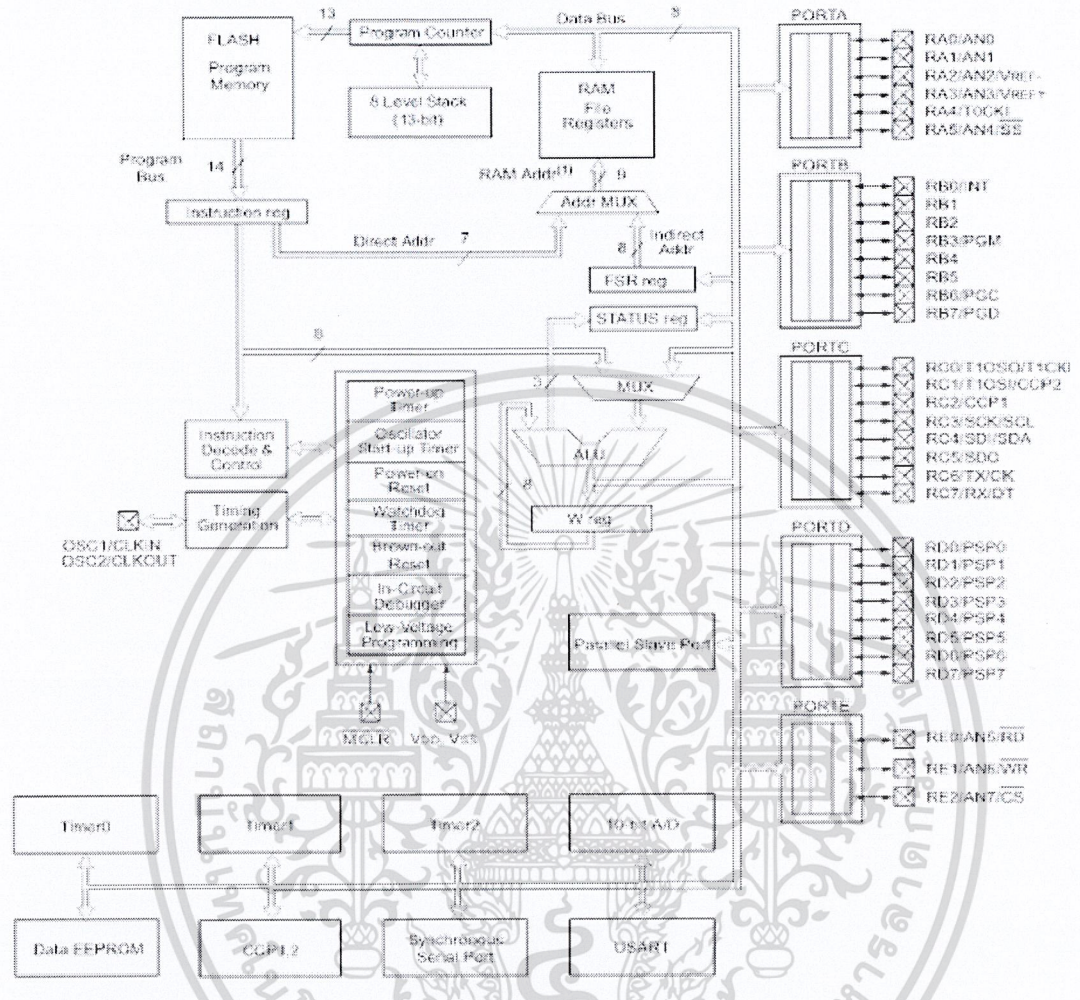 FLASH
Program
Memory
13
Program Counter
Data Bus
8
8 Level Stack
(13-bit)
RAM
File
Registers
Program
Bus
14
Instruction reg
RAM Addr(1)
9
Addr MUX
Direct Addr
7
8
Indirect
Addr
FSR reg
STATUS reg
8
3
MUX
Power-up
Timer
Instruction
Decode &
Control
Oscillator
Start-up Timer
ALU
Power-on
Reset
8
Timing
Generation
Watchdog
Timer
W reg
OSC1/CLKIN
OSC2/CLKOUT
Brown-out
Reset
In-Circuit
Debugger
Low-Voltage
Programming
Parallel Slave Port
MCLR
VDD, VSS
PORTA
RA0/AN0
RA1/AN1
RA2/AN2/VREF-
RA3/AN3/VREF+
RA4/T0CKI
RA5/AN4/SS
PORTB
RB0/INT
RB1
RB2
RB3/PGM
RB4
RB5
RB6/PGC
RB7/PGD
PORTC
RC0/T1OSO/T1CKI
RC1/T1OSI/CCP2
RC2/CCP1
RC3/SCK/SCL
RC4/SDI/SDA
RC5/SDO
RC6/TX/CK
RC7/RX/DT
PORTD
RD0/PSP0
RD1/PSP1
RD2/PSP2
RD3/PSP3
RD4/PSP4
RD5/PSP5
RD6/PSP6
RD7/PSP7
PORTE
RE0/AN5/RD
RE1/AN6/WR
RE2/AN7/CS
Timer0
Timer1
Timer2
10-bit A/D
Data EEPROM
CCP1,2
Synchronous
Serial Port
USART